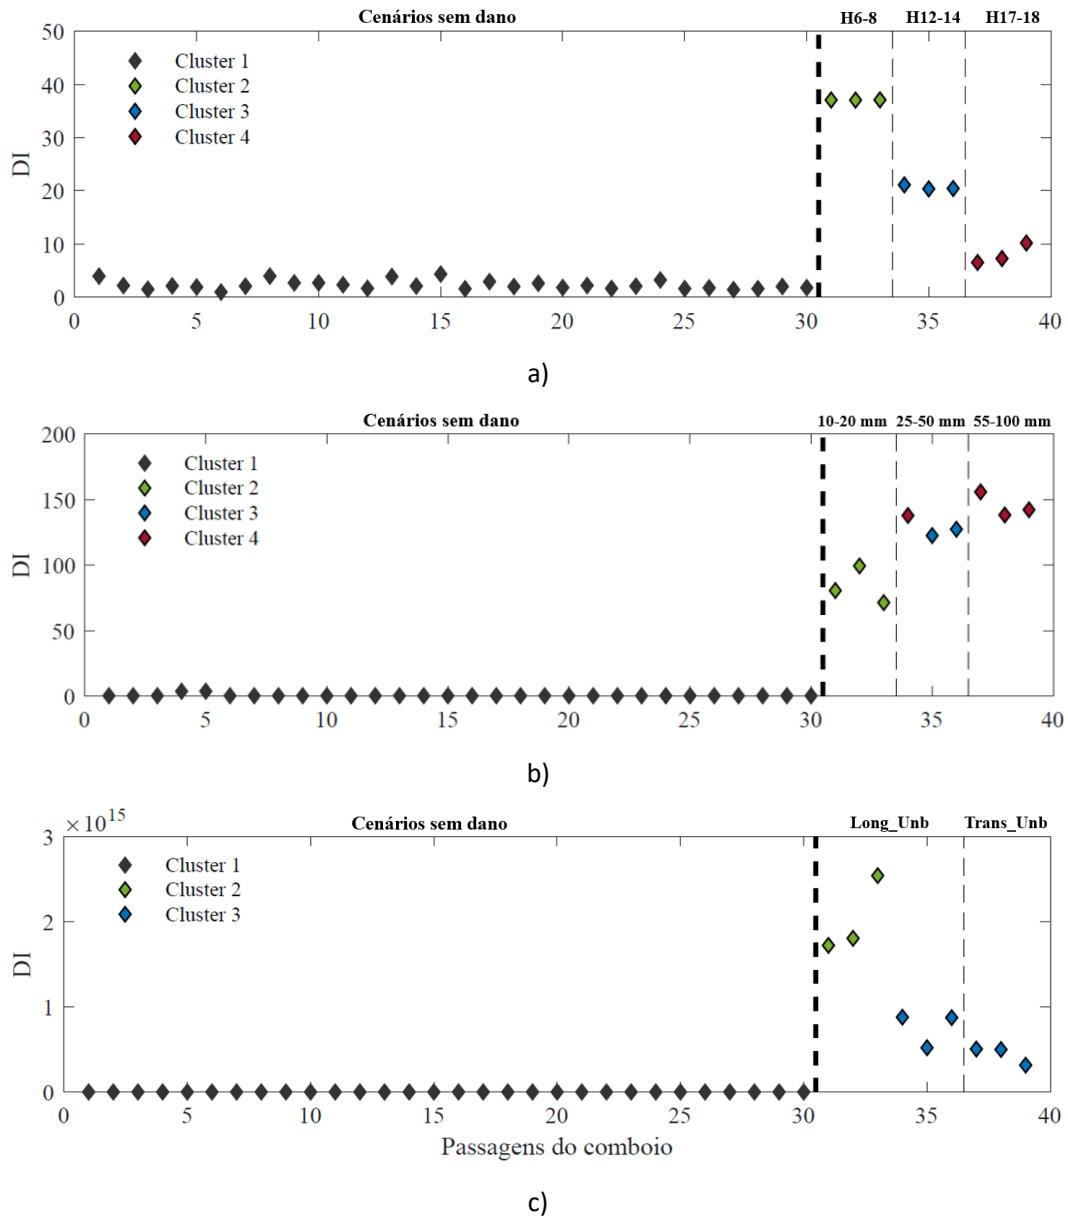 Cenários sem dano H6-8 H12-14 H17-18
50
40
30
20
10
0
DI
Cluster 1
Cluster 2
Cluster 3
Cluster 4
0 5 10 15 20 25 30 35 40
a)
Cenários sem dano 10-20 mm 25-50 mm 55-100 mm
200
150
100
50
0
DI
Cluster 1
Cluster 2
Cluster 3
Cluster 4
0 5 10 15 20 25 30 35 40
b)
×10^15 Cenários sem dano Long_Unb Trans_Unb
3
2
1
0
DI
Cluster 1
Cluster 2
Cluster 3
0 5 10 15 20 25 30 35 40
Passagens do comboio
c)